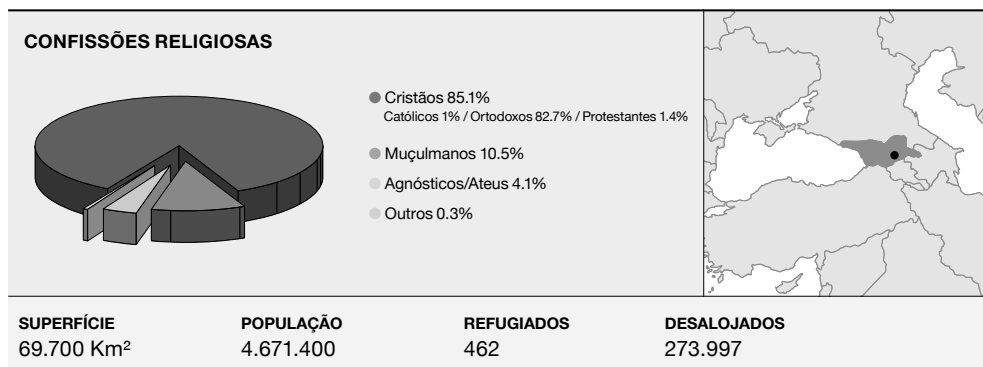 CONFISSÕES RELIGIOSAS
Cristãos 85.1%
Católicos 1% / Ortodoxos 82.7% / Protestantes 1.4%
Muçulmanos 10.5%
Agnósticos/Ateus 4.1%
Outros 0.3%
SUPERFÍCIE POPULAÇÃO REFUGIADOS DESALOJADOS
69.700 Km² 4.671.400 462 273.997